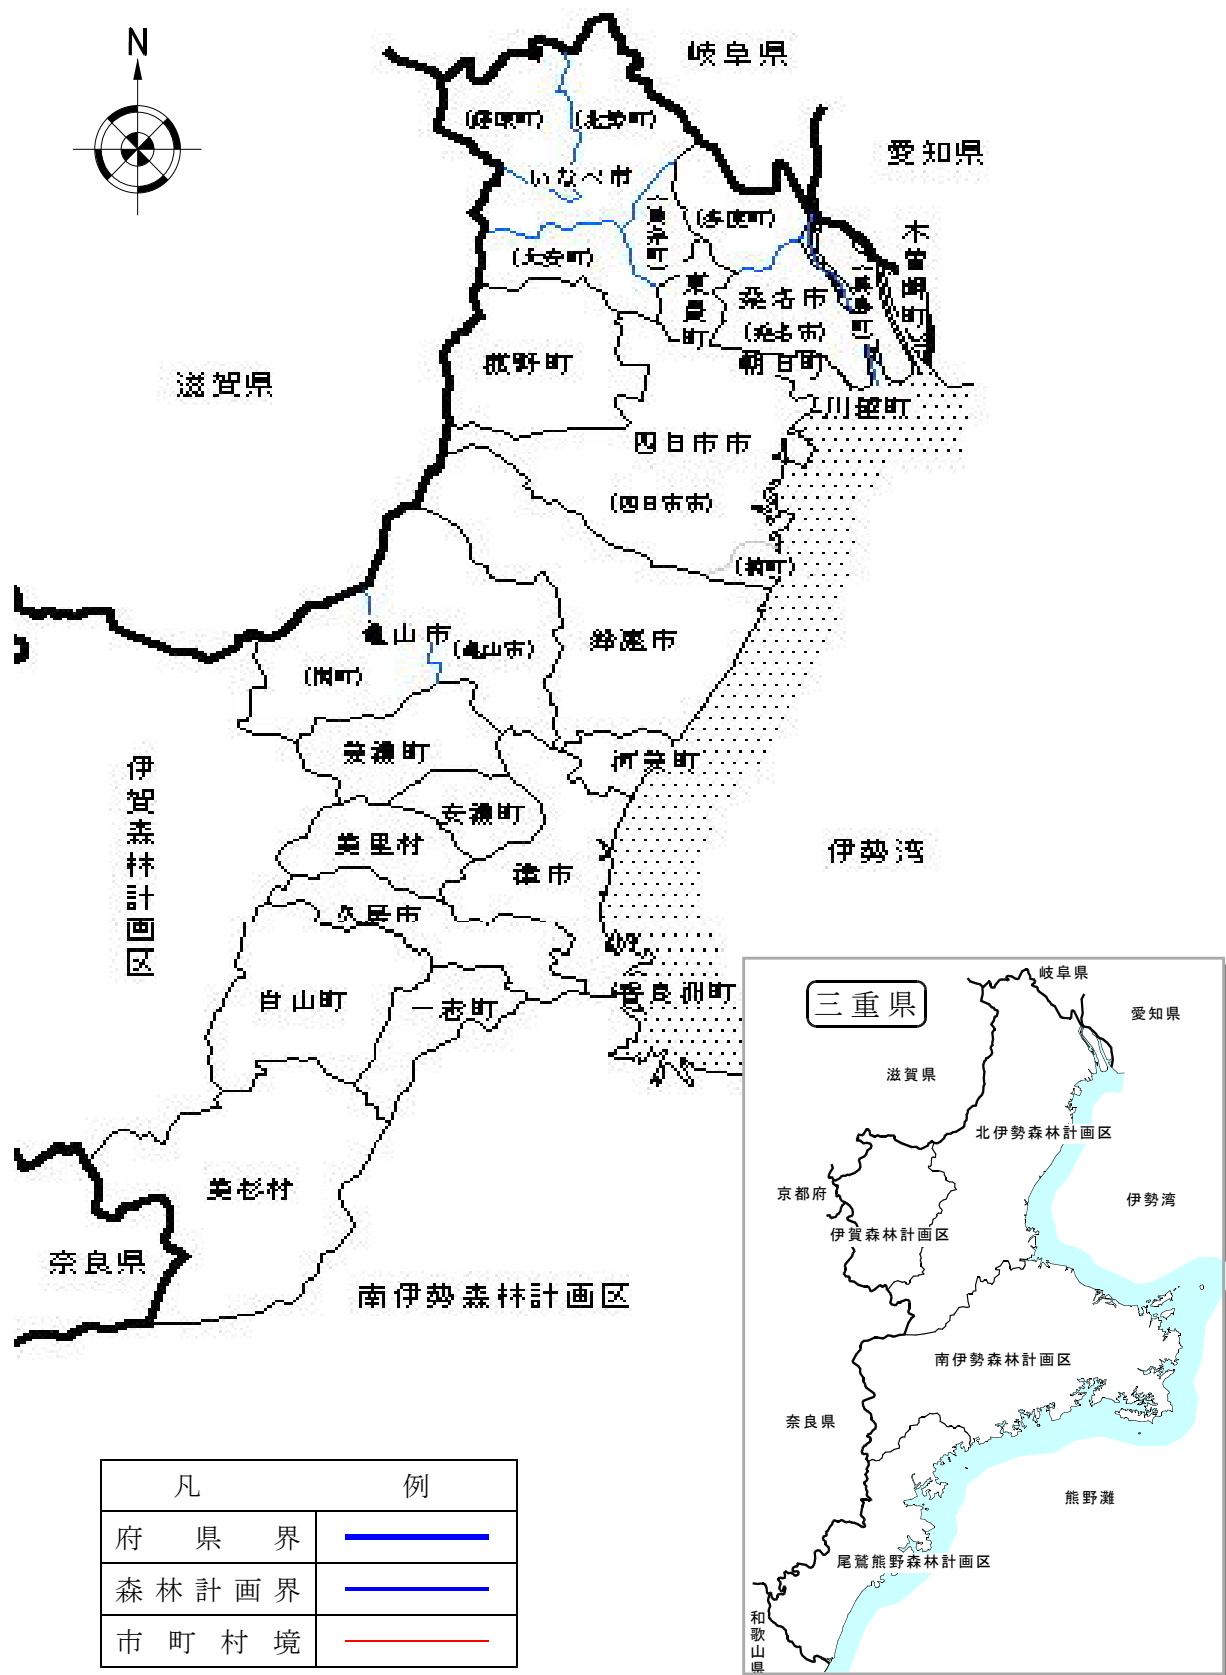 N
岐阜県
愛知県
(藤原町)
(北勢町)
いなべ市
(員弁町)
(多度町)
木曽岬町
(大安町)
東員町
桑名市
(長島町)
(桑名市)
菰野町
朝日町
滋賀県
川越町
四日市市
(四日市市)
(楠町)
亀山市
(亀山市)
鈴鹿市
(関町)
芸濃町
河芸町
伊賀森林計画区
安濃町
美里村
伊勢湾
津市
久居市
白山町
一志町
香良洲町
美杉村
奈良県
南伊勢森林計画区
三重県
岐阜県
愛知県
滋賀県
北伊勢森林計画区
京都府
伊勢湾
伊賀森林計画区
南伊勢森林計画区
奈良県
熊野灘
尾鷲熊野森林計画区
和歌山県
凡 例
府県界
森林計画界
市町村境